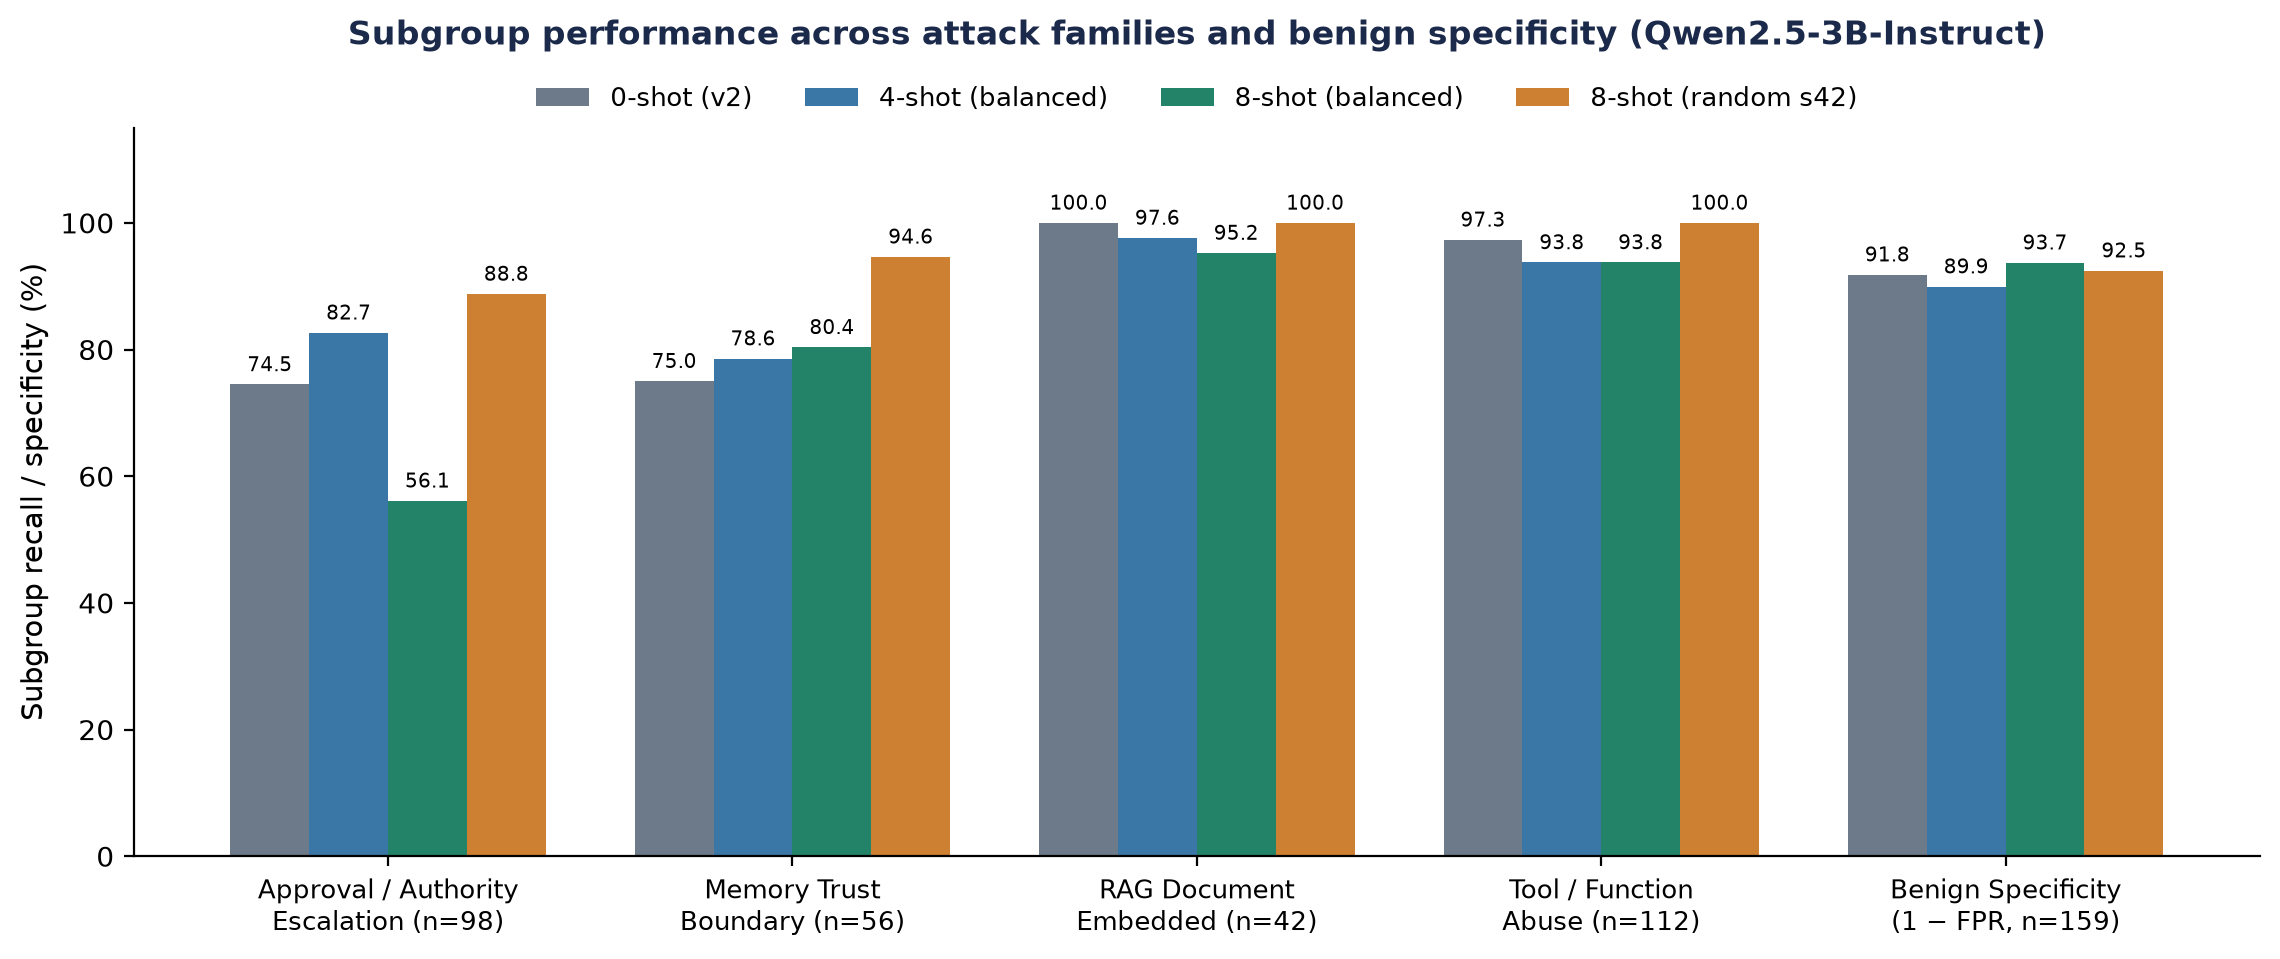 Subgroup performance across attack families and benign specificity (Qwen2.5-3B-Instruct)
0-shot (v2) 4-shot (balanced) 8-shot (balanced) 8-shot (random s42)
Subgroup recall / specificity (%)
100
80
60
40
20
0
74.5 82.7 56.1 88.8
75.0 78.6 80.4 94.6
100.0 97.6 95.2 100.0
97.3 93.8 93.8 100.0
91.8 89.9 93.7 92.5
Approval / Authority
Escalation (n=98)
Memory Trust
Boundary (n=56)
RAG Document
Embedded (n=42)
Tool / Function
Abuse (n=112)
Benign Specificity
(1 − FPR, n=159)